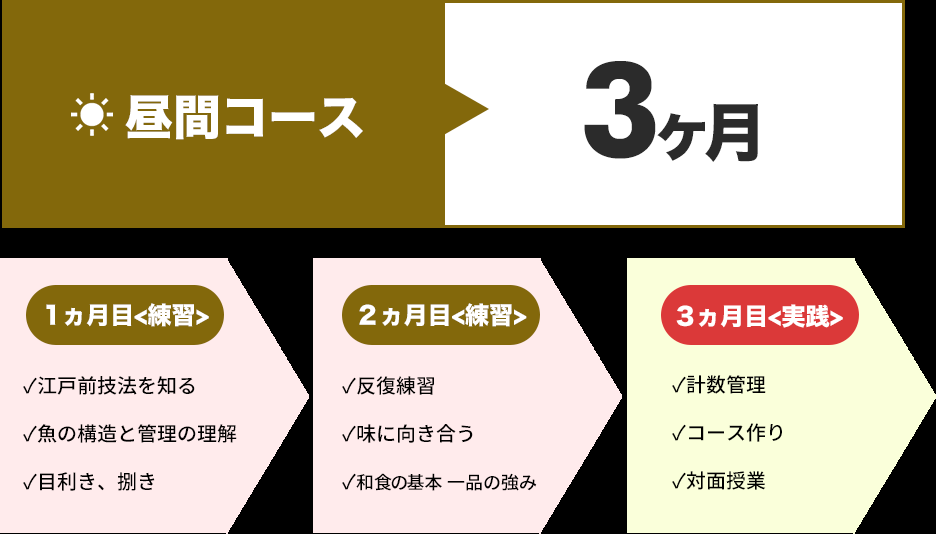 昼間コース
3ヶ月
１ヵ月目<練習>
✓江戸前技法を知る
✓魚の構造と管理の理解
✓目利き、捌き
２ヵ月目<練習>
✓反復練習
✓味に向き合う
✓和食の基本 一品の強み
３ヵ月目<実践>
✓計数管理
✓コース作り
✓対面授業